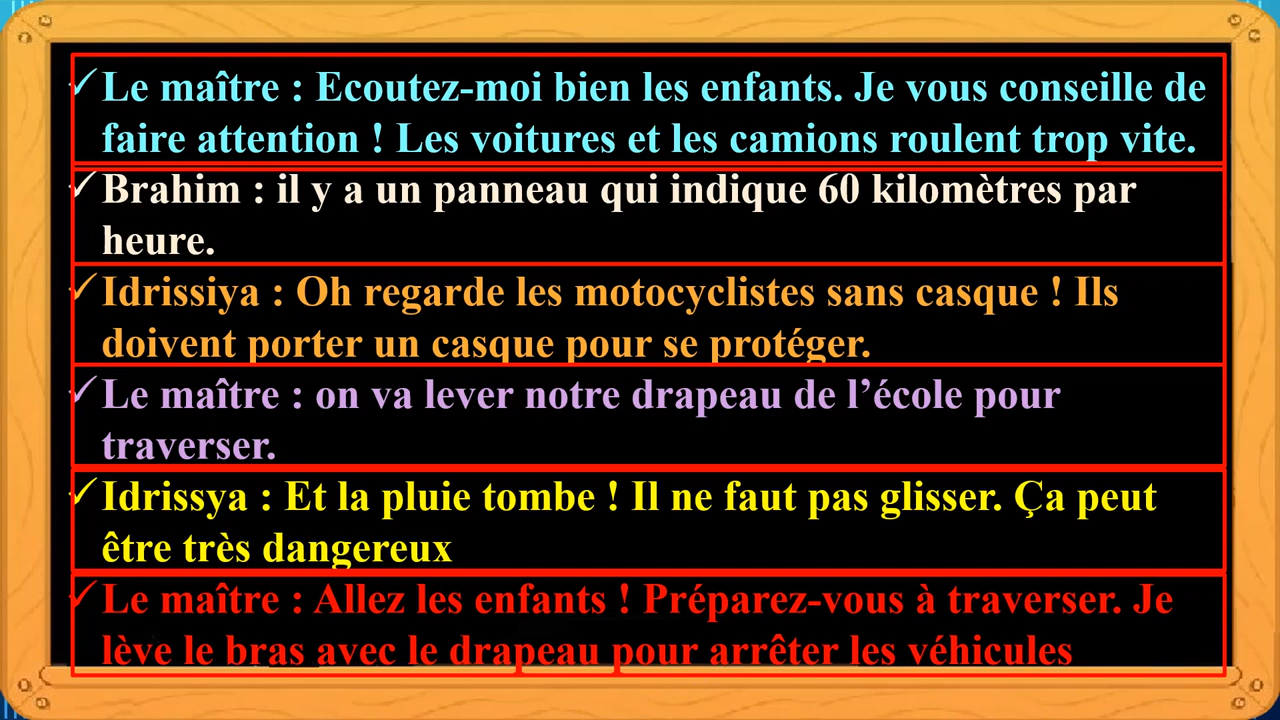 ✓Le maître : Ecoutez-moi bien les enfants. Je vous conseille de
faire attention ! Les voitures et les camions roulent trop vite.
✓Brahim : il y a un panneau qui indique 60 kilomètres par
heure.
✓Idrissiya : Oh regarde les motocyclistes sans casque ! Ils
doivent porter un casque pour se protéger.
✓Le maître : on va lever notre drapeau de l’école pour
traverser.
✓Idrissya : Et la pluie tombe ! Il ne faut pas glisser. Ça peut
être très dangereux
✓Le maître : Allez les enfants ! Préparez-vous à traverser. Je
lève le bras avec le drapeau pour arrêter les véhicules